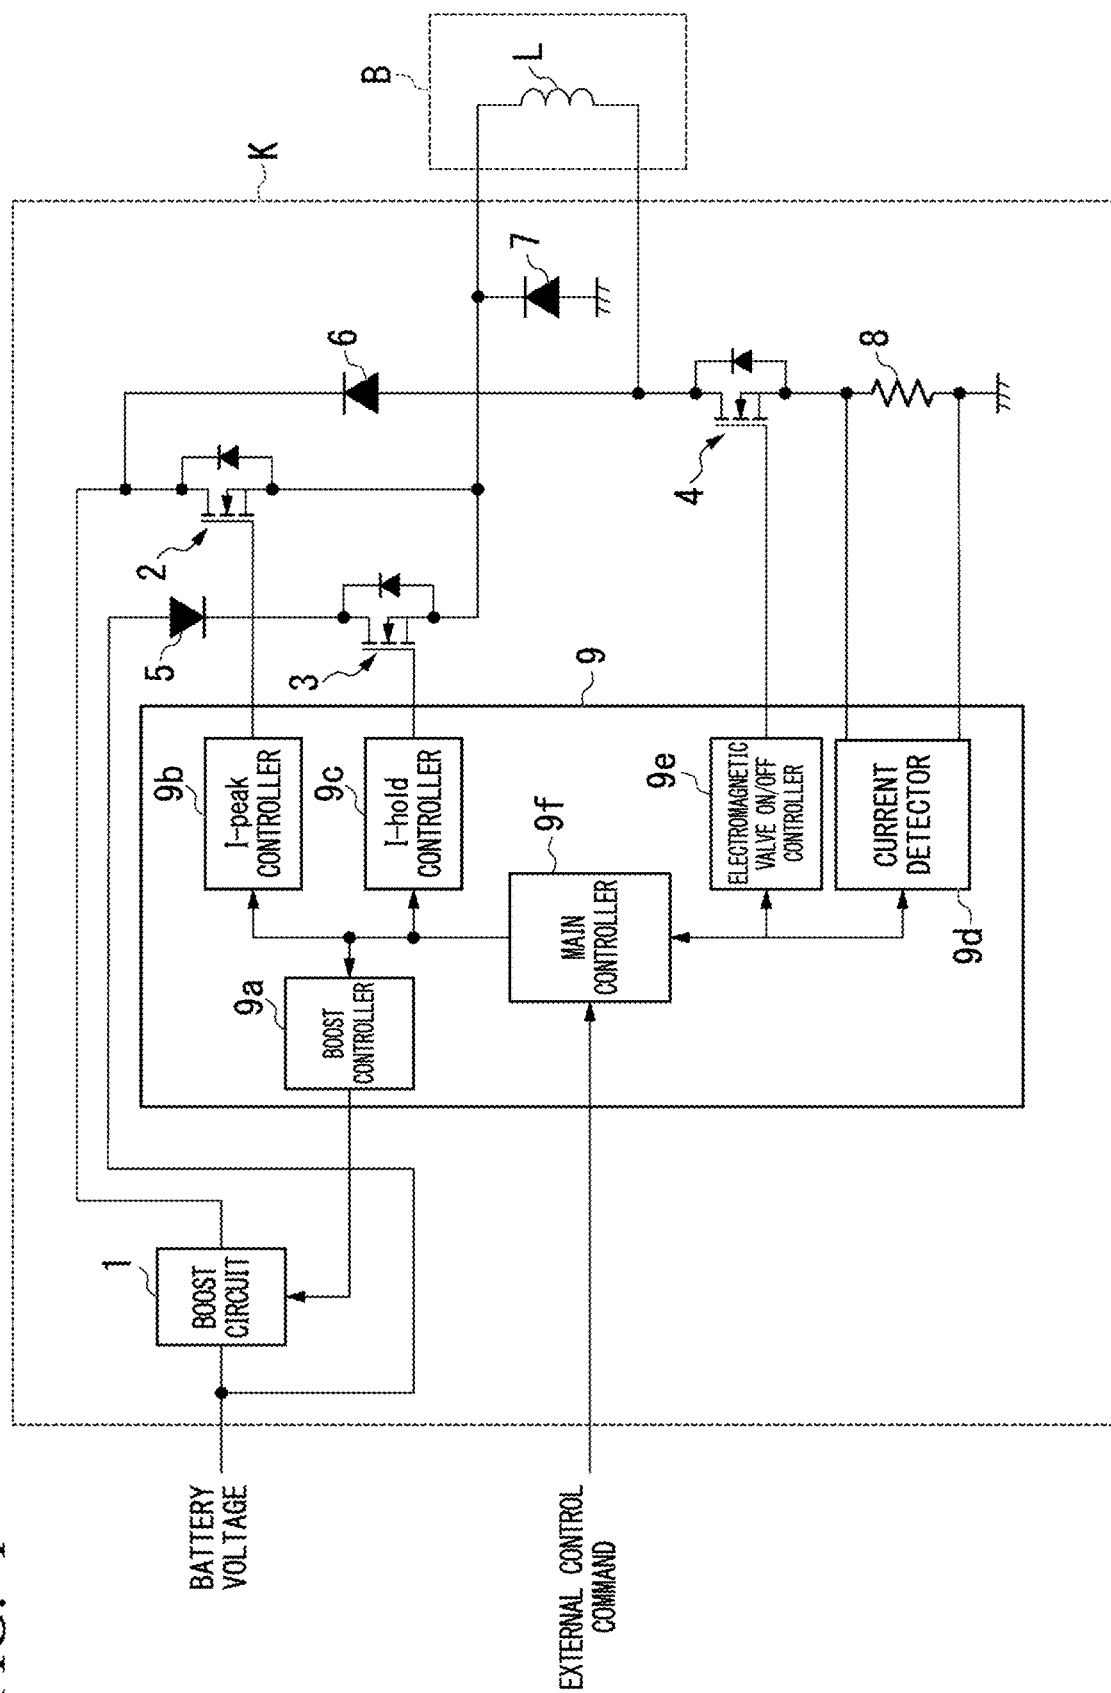 K
B
L
1
BOOST
CIRCUIT
BATTERY
VOLTAGE
EXTERNAL CONTROL
COMMAND
2
5
3
6
7
4
8
9
9a
BOOST
CONTROLLER
9b
I-peak
CONTROLLER
9c
I-hold
CONTROLLER
9f
MAIN
CONTROLLER
9e
ELECTROMAGNETIC
VALVE ON/OFF
CONTROLLER
CURRENT
DETECTOR
9d